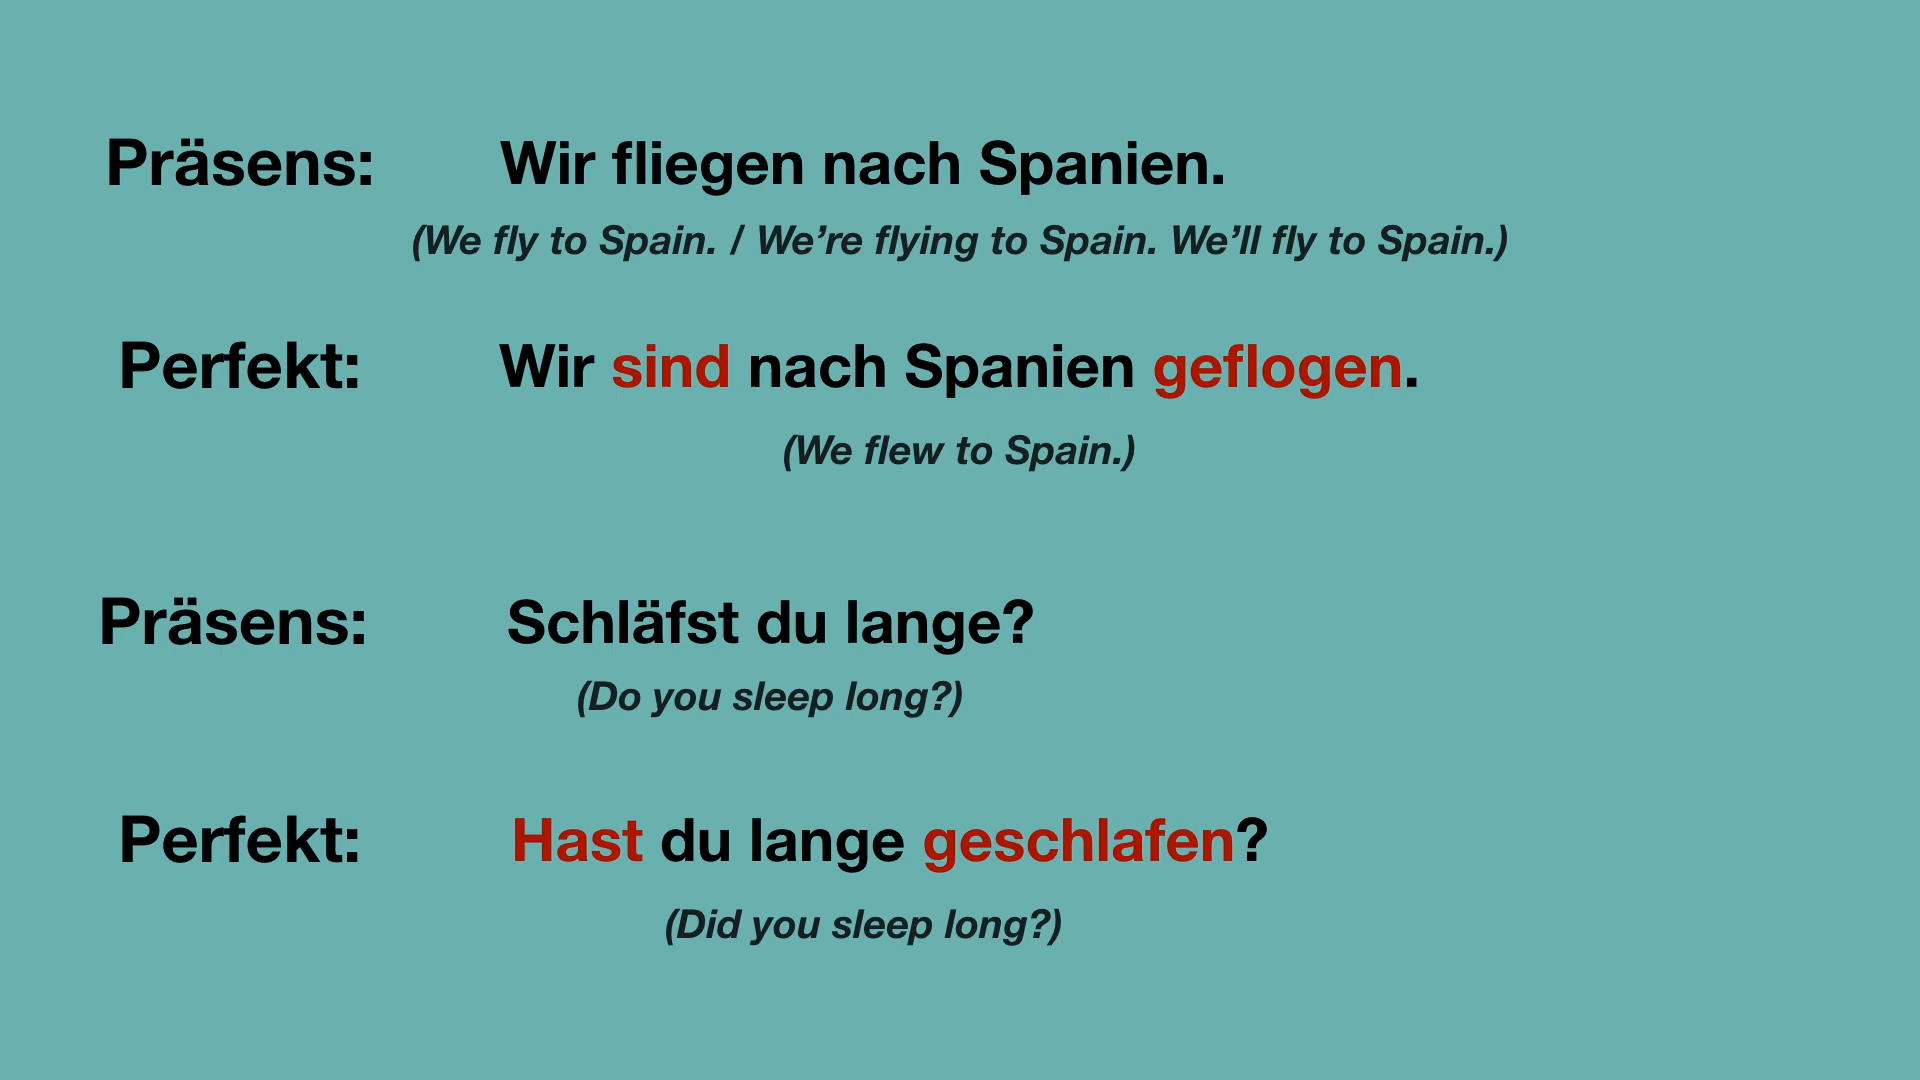 Präsens: Wir fliegen nach Spanien.
(We fly to Spain. / We’re flying to Spain. We’ll fly to Spain.)
Perfekt: Wir sind nach Spanien geflogen.
(We flew to Spain.)
Präsens: Schläfst du lange?
(Do you sleep long?)
Perfekt: Hast du lange geschlafen?
(Did you sleep long?)